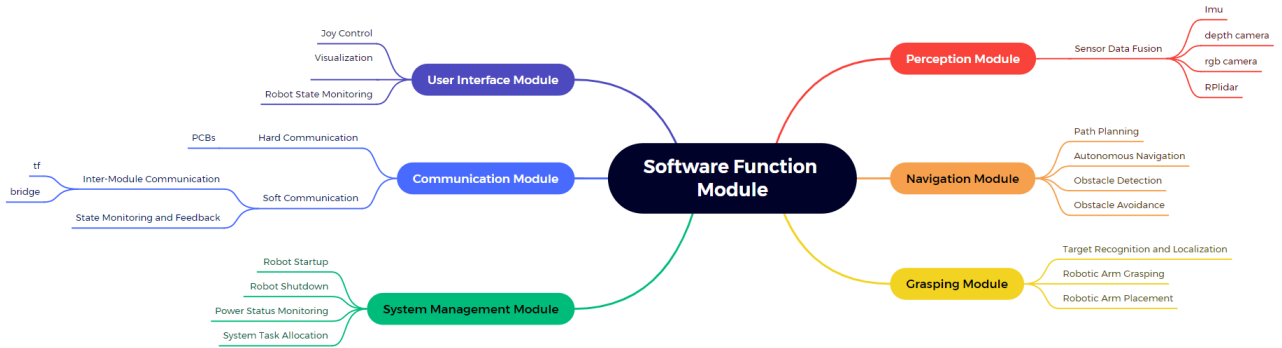 Software Function
Module
User Interface Module
Joy Control
Visualization
Robot State Monitoring
Communication Module
Hard Communication
PCBs
Soft Communication
Inter-Module Communication
tf
bridge
State Monitoring and Feedback
System Management Module
Robot Startup
Robot Shutdown
Power Status Monitoring
System Task Allocation
Perception Module
Sensor Data Fusion
Imu
depth camera
rgb camera
RPlidar
Navigation Module
Path Planning
Autonomous Navigation
Obstacle Detection
Obstacle Avoidance
Grasping Module
Target Recognition and Localization
Robotic Arm Grasping
Robotic Arm Placement